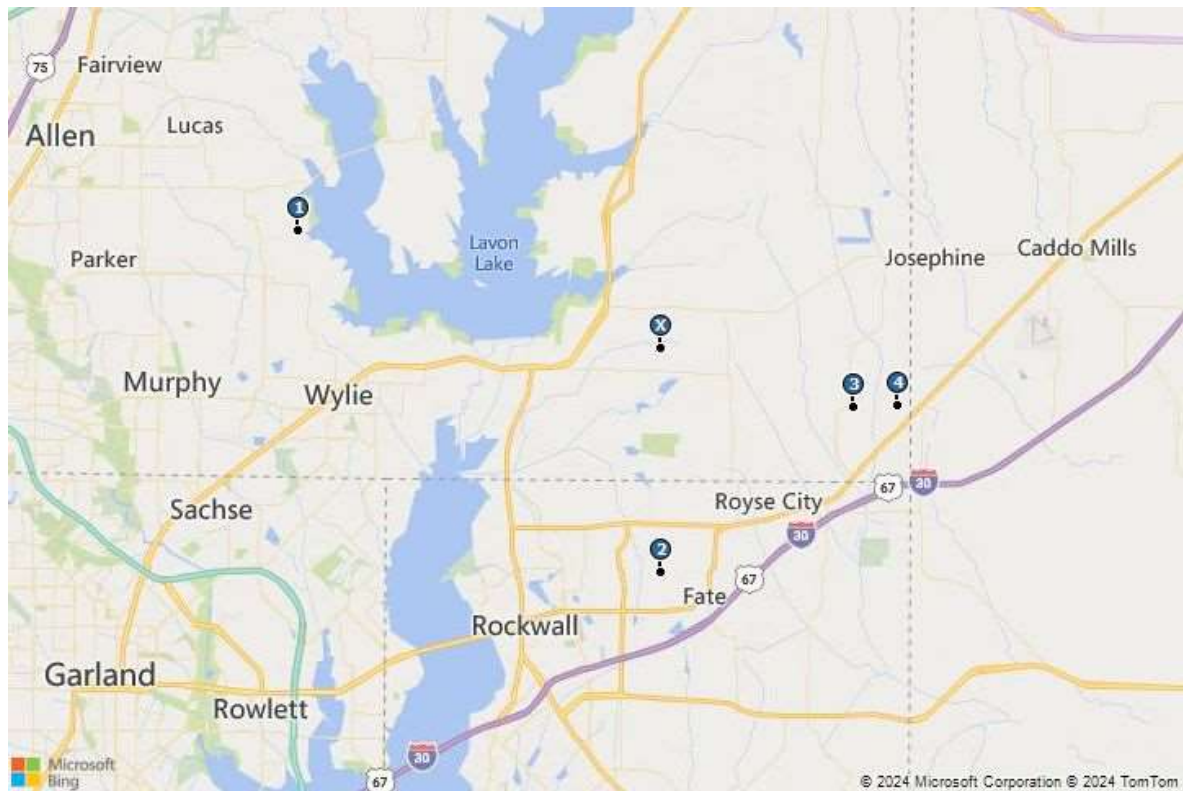 75
Fairview
Allen
Lucas
1
Parker
Lavon
Lake
Josephine
Caddo Mills
X
Murphy
Wylie
3
4
67
30
Sachse
Royse City
30
2
67
Fate
Rockwall
Garland
Rowlett
30
67
Microsoft
Bing
© 2024 Microsoft Corporation © 2024 TomTom